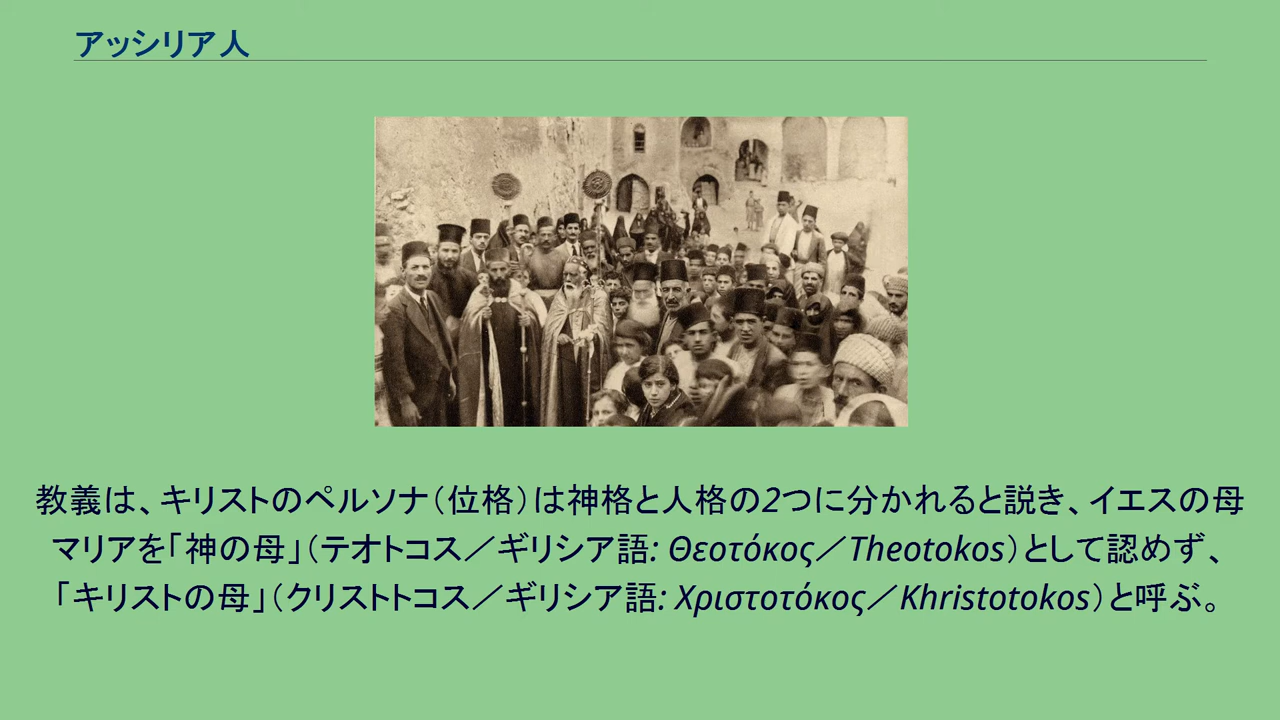 アッシリア人
教義は、キリストのペルソナ（位格）は神格と人格の2つに分かれると説き、イエスの母
マリアを「神の母」（テオトコス／ギリシア語: Θεοτόκος／Theotokos）として認めず、
「キリストの母」（クリストトコス／ギリシア語: Χριστοτόκος／Khristotokos）と呼ぶ。